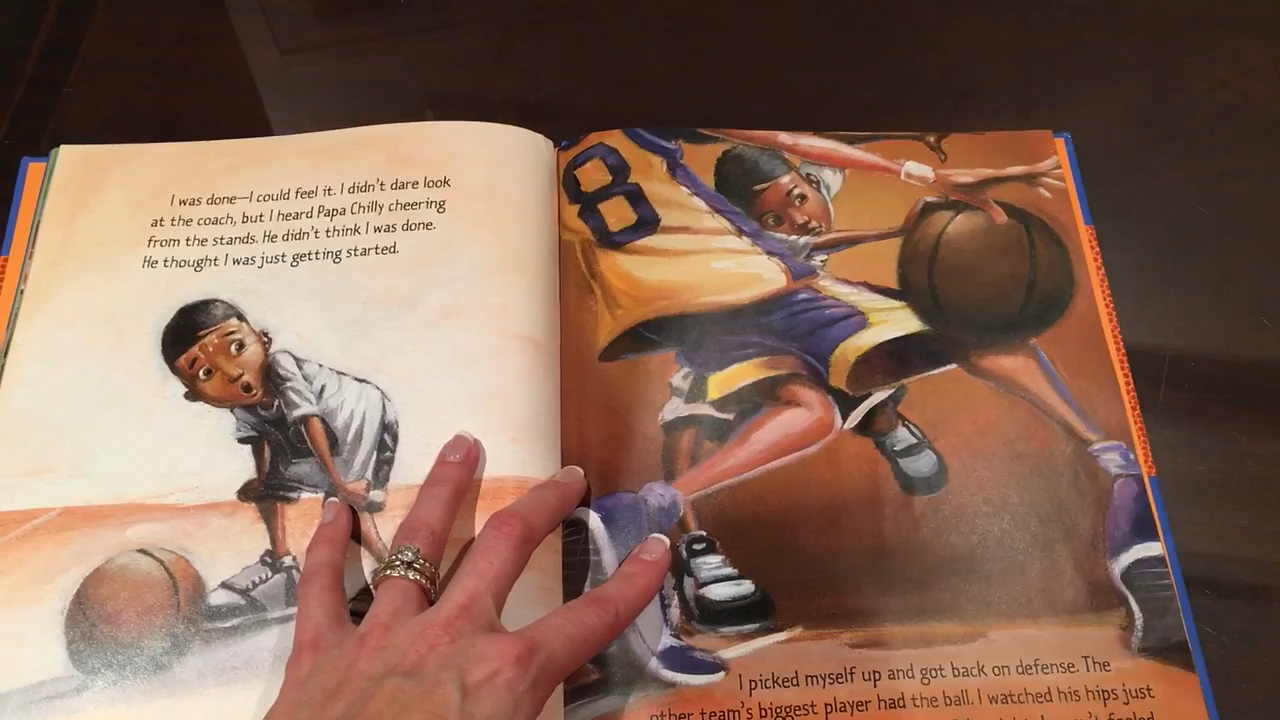 I was done—I could feel it. I didn't dare look
at the coach, but I heard Papa Chilly cheering
from the stands. He didn't think I was done.
He thought I was just getting started.
8
I picked myself up and got back on defense. The
other team's biggest player had the ball. I watched his hips just